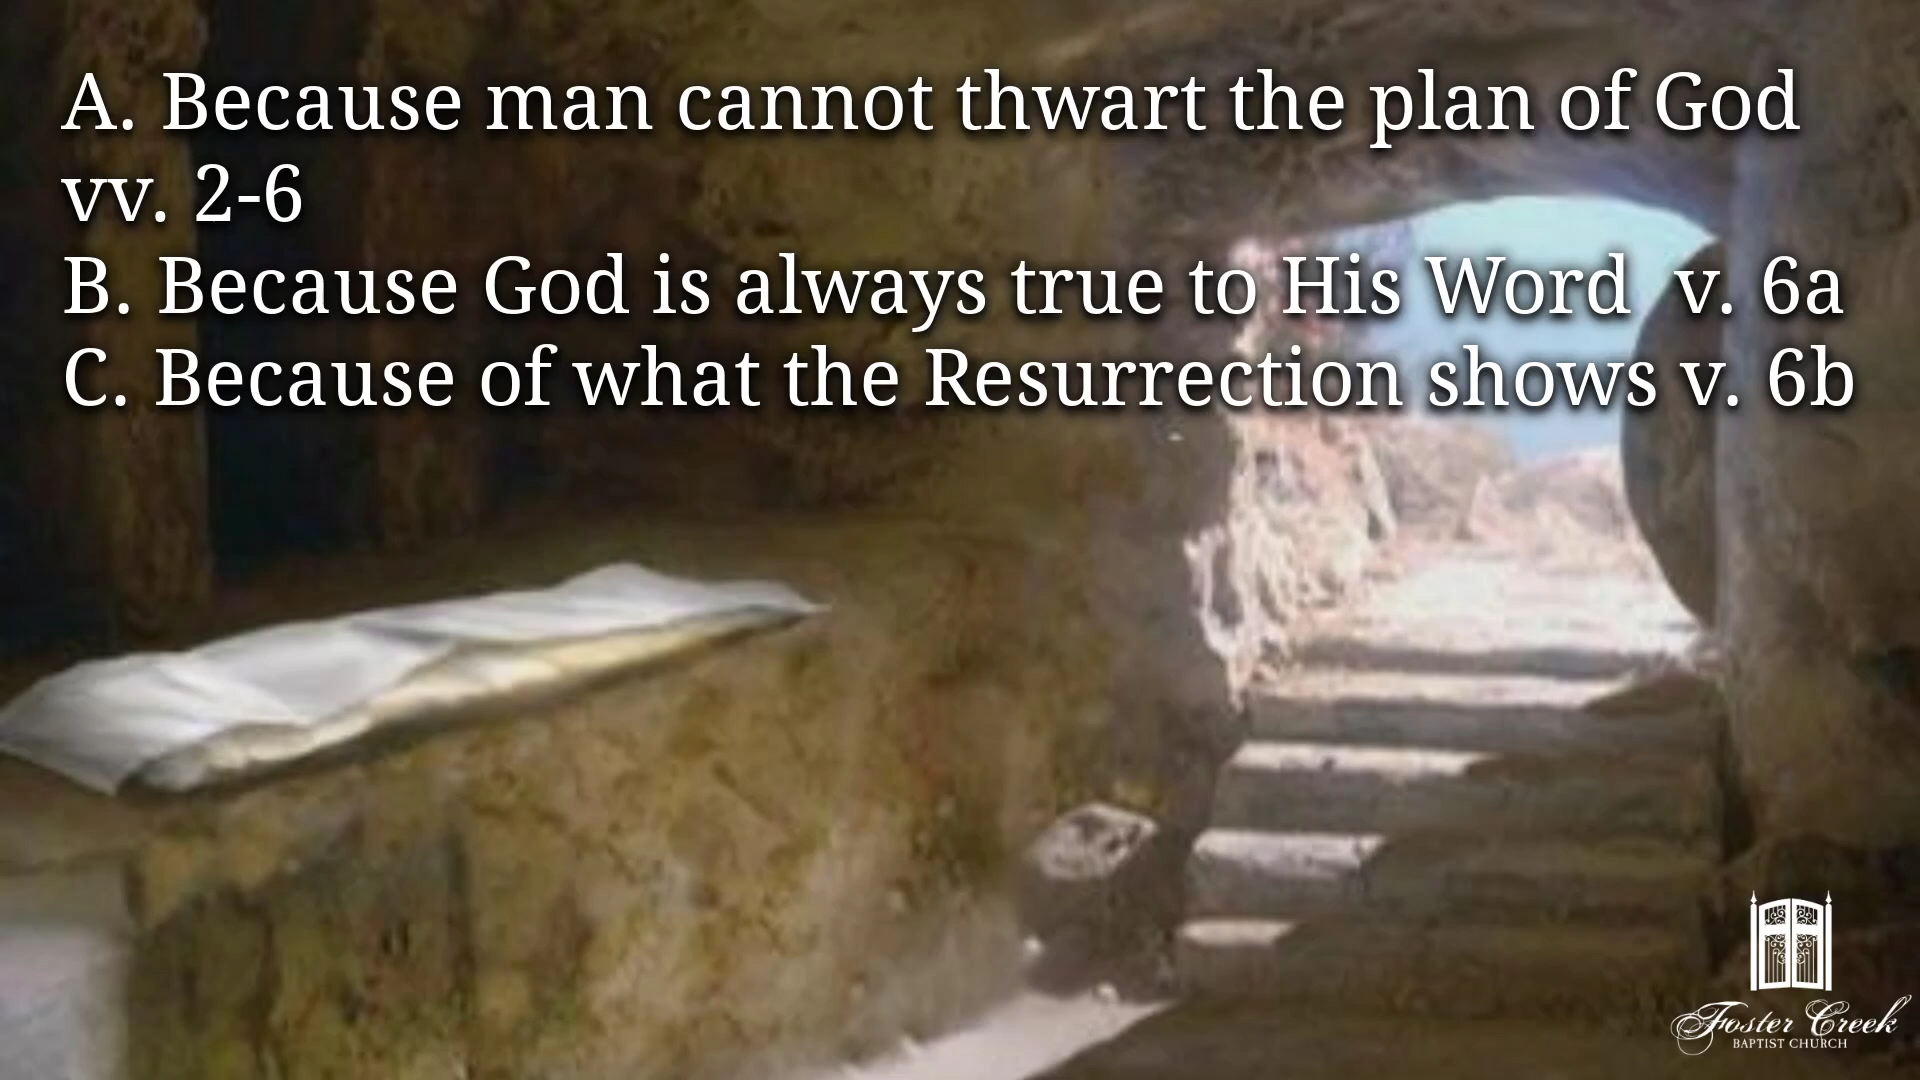 A. Because man cannot thwart the plan of God
vv. 2-6
B. Because God is always true to His Word  v. 6a
C. Because of what the Resurrection shows v. 6b
Foster Creek
BAPTIST CHURCH